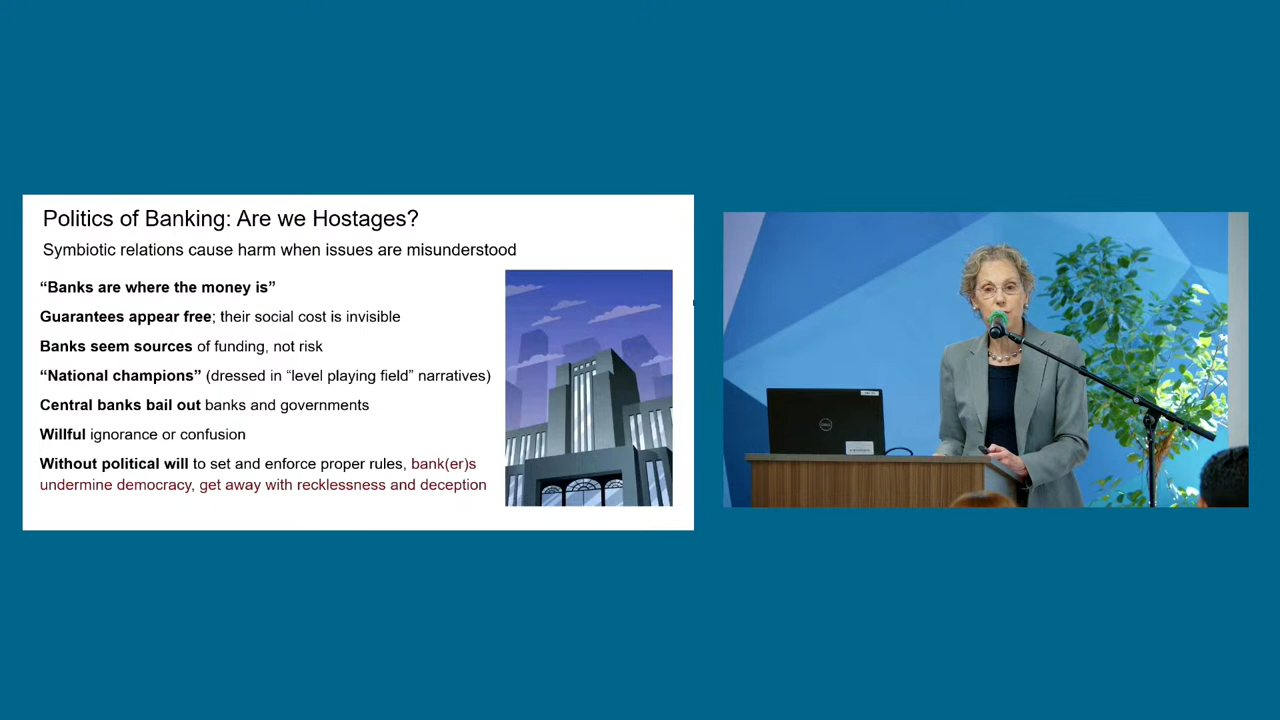 Politics of Banking: Are we Hostages?
Symbiotic relations cause harm when issues are misunderstood
“Banks are where the money is”
Guarantees appear free; their social cost is invisible
Banks seem sources of funding, not risk
“National champions” (dressed in “level playing field” narratives)
Central banks bail out banks and governments
Willful ignorance or confusion
Without political will to set and enforce proper rules, bank(er)s
undermine democracy, get away with recklessness and deception
DELL